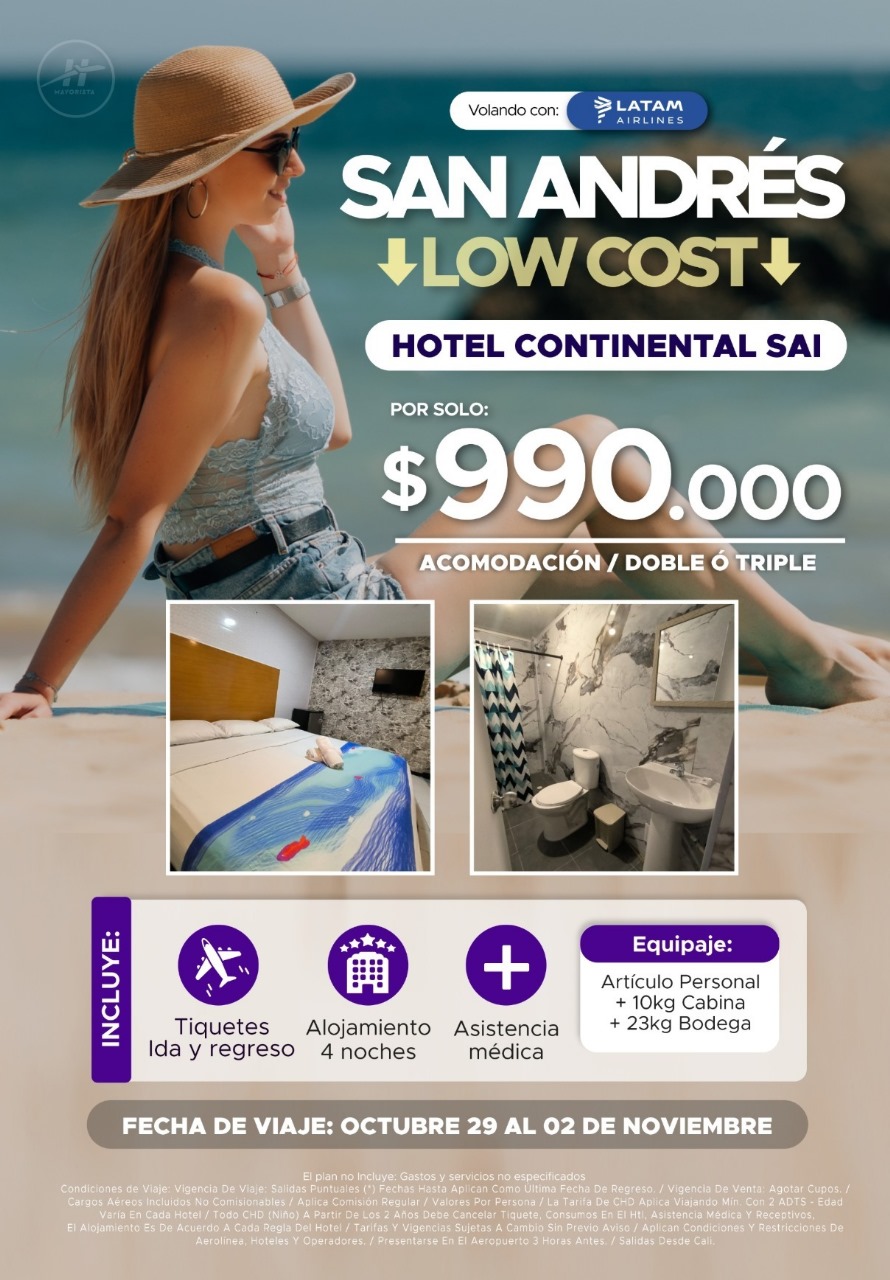 H
MAYORISTA
Volando con: LATAM AIRLINES
SAN ANDRÉS
LOW COST
HOTEL CONTINENTAL SAI
POR SOLO:
$990.000
ACOMODACIÓN / DOBLE Ó TRIPLE
INCLUYE:
Tiquetes
Ida y regreso
Alojamiento
4 noches
Asistencia
médica
Equipaje:
Artículo Personal
+ 10kg Cabina
+ 23kg Bodega
FECHA DE VIAJE: OCTUBRE 29 AL 02 DE NOVIEMBRE
El plan no Incluye: Gastos y servicios no especificados
Condiciones de Viaje: Vigencia De Viaje: Salidas Puntuales (*) Fechas Hasta Aplican Como Última Fecha De Regreso. / Vigencia De Venta: Agotar Cupos. /
Cargos Aéreos Incluidos No Comisionables / Aplica Comisión Regular / Valores Por Persona / La Tarifa De CHD Aplica Viajando Min. Con 2 ADTS - Edad
Varía En Cada Hotel / Todo CHD (Niño) A Partir De Los 2 Años Debe Cancelar Tiquete, Consumos En El Htl, Asistencia Médica Y Receptivos,
El Alojamiento Es De Acuerdo A Cada Regla Del Hotel / Tarifas Y Vigencias Sujetas A Cambio Sin Previo Aviso / Aplican Condiciones Y Restricciones De
Aerolínea, Hoteles Y Operadores. / Presentarse En El Aeropuerto 3 Horas Antes. / Salidas Desde Cali.